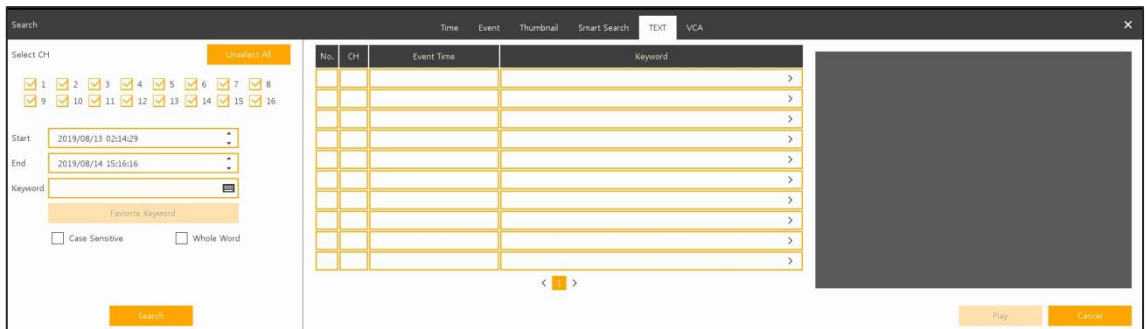 Search
Time Event Thumbnail Smart Search TEXT VCA
Select CH
Unselect All
1 2 3 4 5 6 7 8
9 10 11 12 13 14 15 16
Start 2019/08/13 02:14:29
End 2019/08/14 15:16:16
Keyword
Favorite Keyword
Case Sensitive Whole Word
Search
No. CH Event Time Keyword
1
Play Cancel